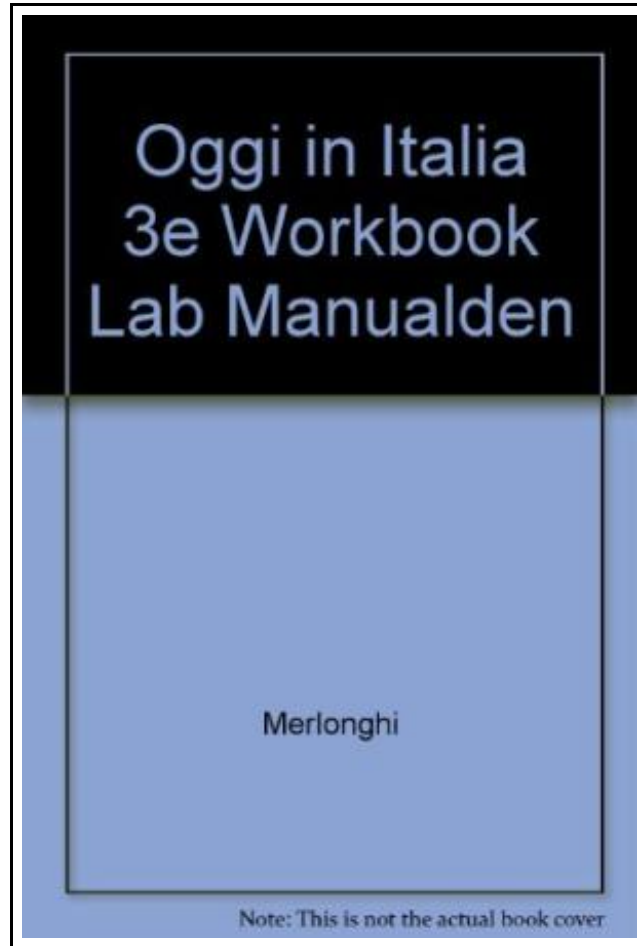 Oggi in Italia
3e Workbook
Lab Manualden
Merlonghi
Note: This is not the actual book cover